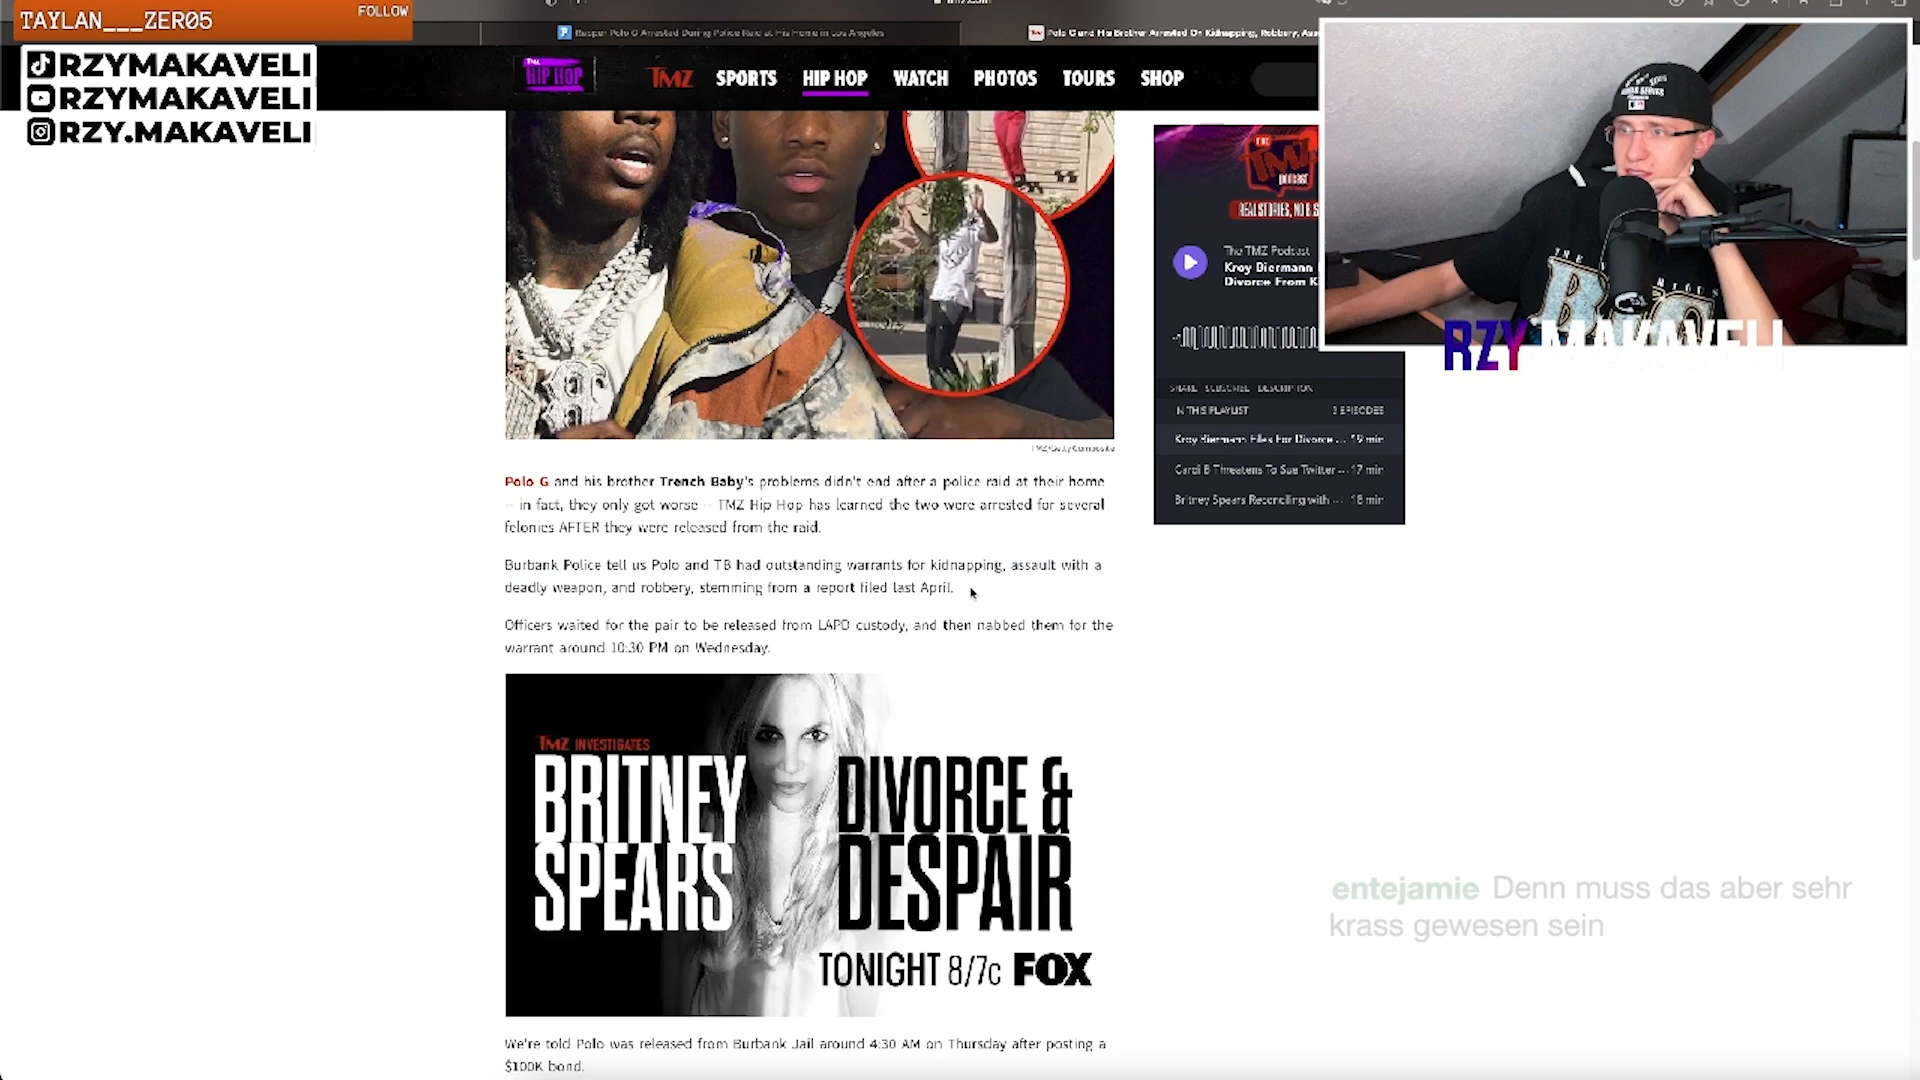 TAYLAN___ZER05
FOLLOW
RZYMAKAVELI
RZYMAKAVELI
RZY.MAKAVELI
Rapper Polo G Arrested During Police Raid at His Home in Los Angeles
Polo G and His Brother Arrested On Kidnapping, Robbery,
TMZ
HIP HOP
TMZ SPORTS HIP HOP WATCH PHOTOS TOURS SHOP
THE
TMZ
podcast
The TMZ Podcast
Kroy Biermann
Divorce From
SHARE SUBSCRIBE DESCRIPTION
IN THIS PLAYLIST 3 EPISODES
Kroy Biermann Files For Divorce ... 19 min
Cardi B Threatens To Sue Twitter ... 17 min
Britney Spears Reconciling with ... 18 min
RZY MAKAVELI
TMZ/Getty Composite
Polo G and his brother Trench Baby's problems didn't end after a police raid at their home
-- in fact, they only got worse -- TMZ Hip Hop has learned the two were arrested for several
felonies AFTER they were released from the raid.
Burbank Police tell us Polo and TB had outstanding warrants for kidnapping, assault with a
deadly weapon, and robbery, stemming from a report filed last April.
Officers waited for the pair to be released from LAPD custody, and then nabbed them for the
warrant around 10:30 PM on Wednesday.
TMZ INVESTIGATES
BRITNEY
SPEARS
DIVORCE &
DESPAIR
TONIGHT 8/7c FOX
entejamie Denn muss das aber sehr
krass gewesen sein
We're told Polo was released from Burbank Jail around 4:30 AM on Thursday after posting a
$100K bond.